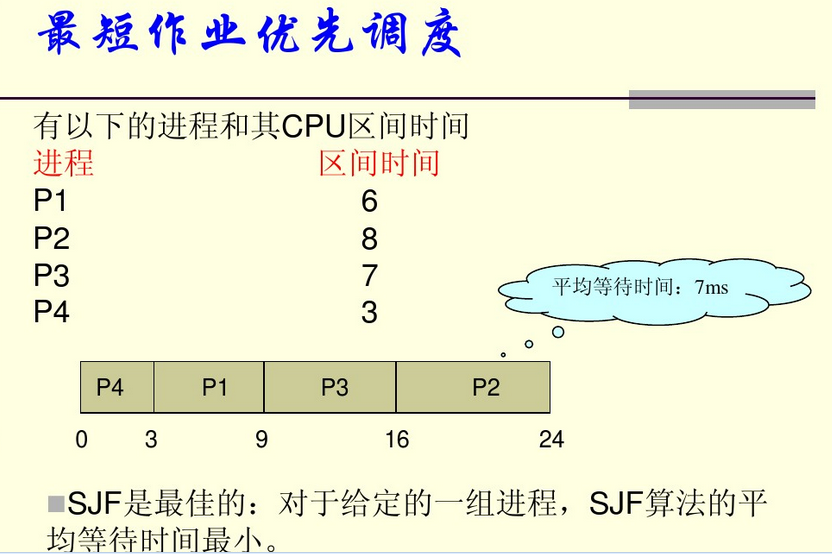 最短作业优先调度
有以下的进程和其CPU区间时间
进程 区间时间
P1 6
P2 8
P3 7
P4 3
平均等待时间：7ms
P4 P1 P3 P2
0 3 9 16 24
■SJF是最佳的：对于给定的一组进程，SJF算法的平
均等待时间最小。